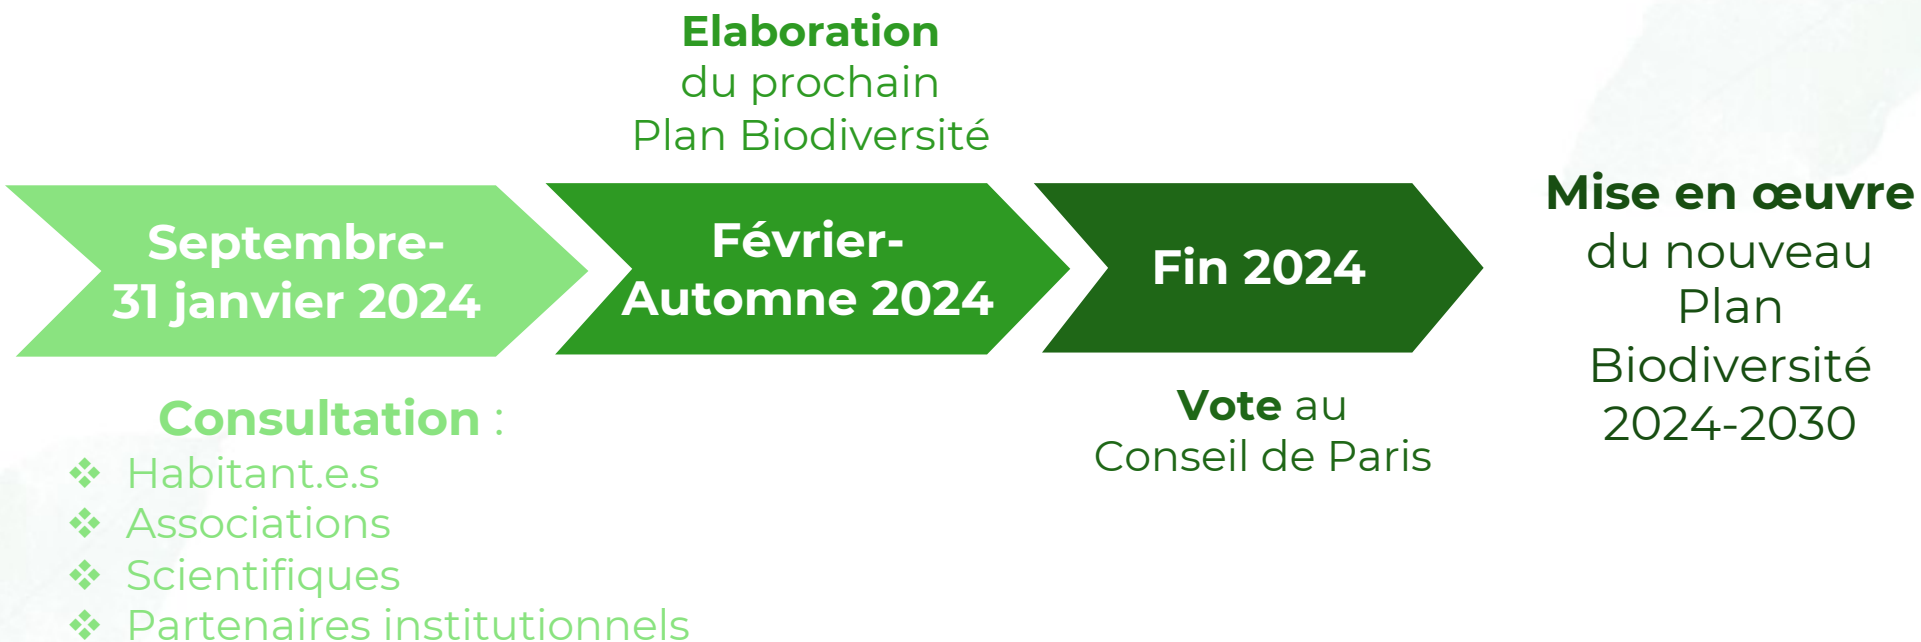 Elaboration
du prochain
Plan Biodiversité
Septembre-
31 janvier 2024
Février-
Automne 2024
Fin 2024
Mise en œuvre
du nouveau
Plan
Biodiversité
2024-2030
Consultation :
❖ Habitant.e.s
❖ Associations
❖ Scientifiques
❖ Partenaires institutionnels
Vote au
Conseil de Paris